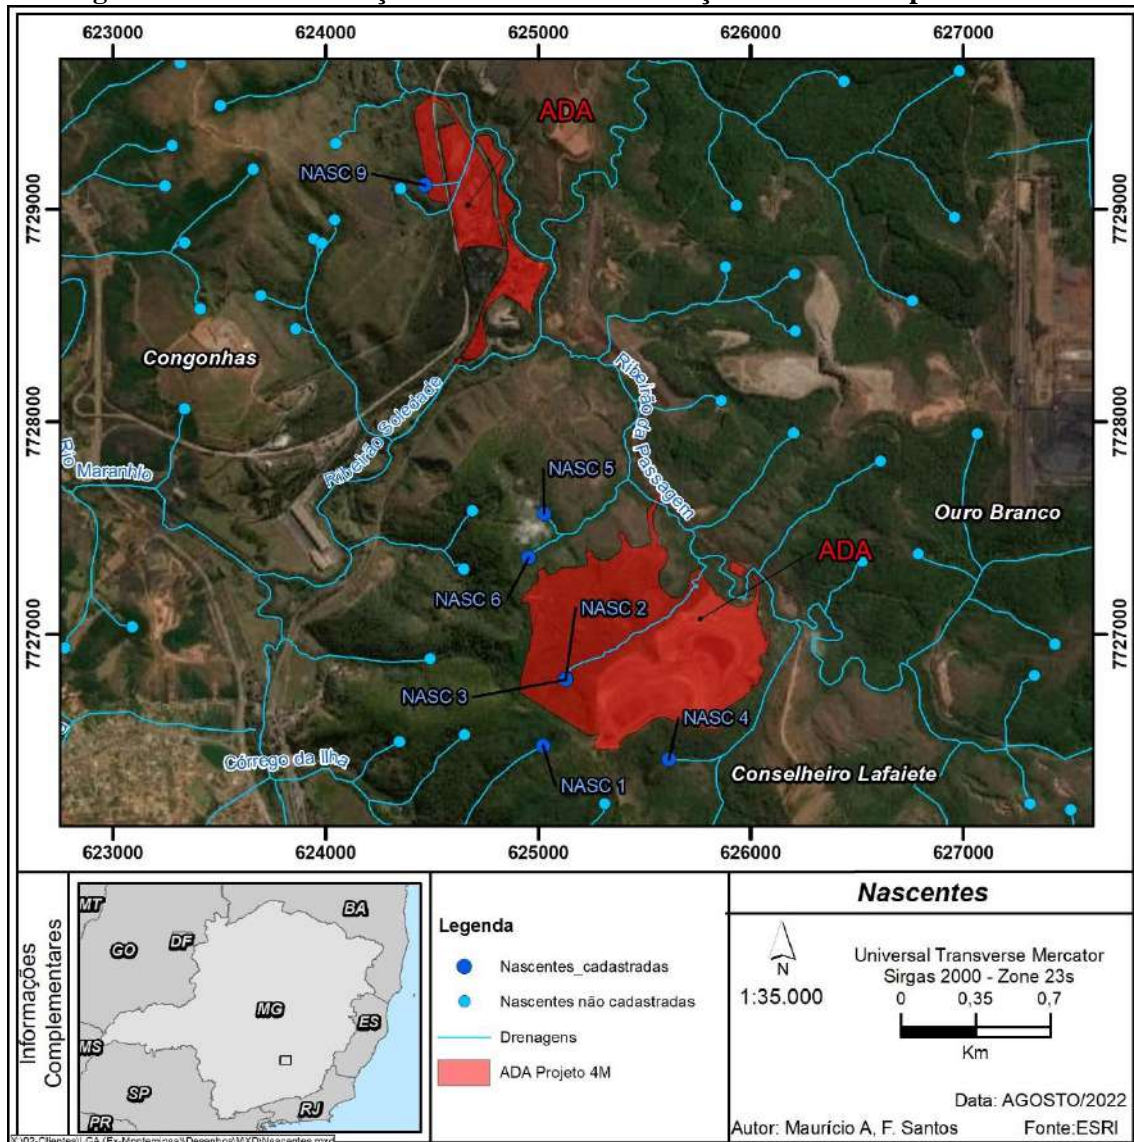 623000 624000 625000 626000 627000
ADA
NASC 9
7729000
7729000
Congonhas
Ribeirão da Passagem
Ribeirão Soledade
7728000
7728000
Rio Maranhão
NASC 5
Ouro Branco
ADA
NASC 6
NASC 2
7727000
7727000
NASC 3
NASC 4
Córrego da Ilha
NASC 1
Conselheiro Lafaiete
623000 624000 625000 626000 627000
Informações
Complementares
MT
BA
GO
DF
MG
ES
MS
SP
RJ
PR
Legenda
Nascentes_cadastradas
Nascentes não cadastradas
Drenagens
ADA Projeto 4M
Nascentes
N
1:35.000
Universal Transverse Mercator
Sirgas 2000 - Zone 23s
0 0,35 0,7
Km
Data: AGOSTO/2022
Autor: Maurício A, F. Santos Fonte:ESRI